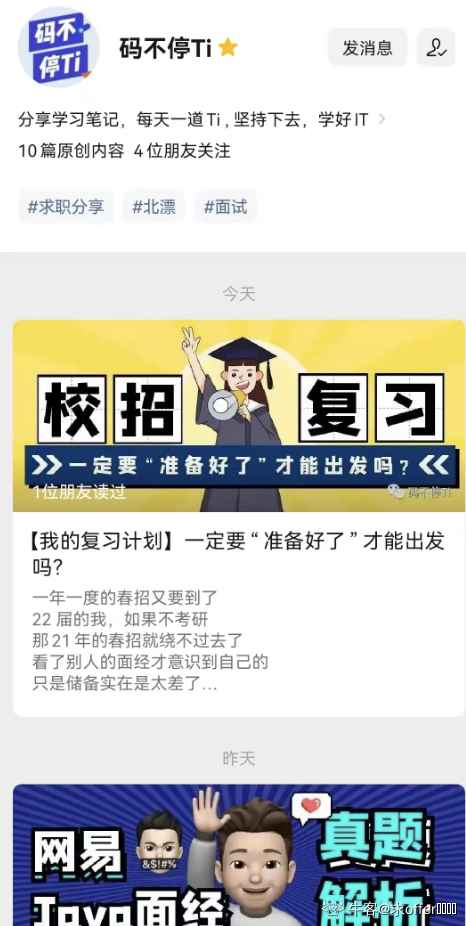 码不
停Ti
码不停Ti
发消息
分享学习笔记，每天一道Ti，坚持下去，学好IT
10篇原创内容 4位朋友关注
#求职分享 #北漂 #面试
今天
校招 复习
一定要“准备好了”才能出发吗？
1位朋友读过
码不停Ti
【我的复习计划】一定要“准备好了”才能出发
吗？
一年一度的春招又要到了
22 届的我，如果不考研
那 21 年的春招就绕不过去了
看了别人的面经才意识到自己的
只是储备实在是太差了...
昨天
网易
&$!#%
真题
Java面经
解析
牛客@求offer